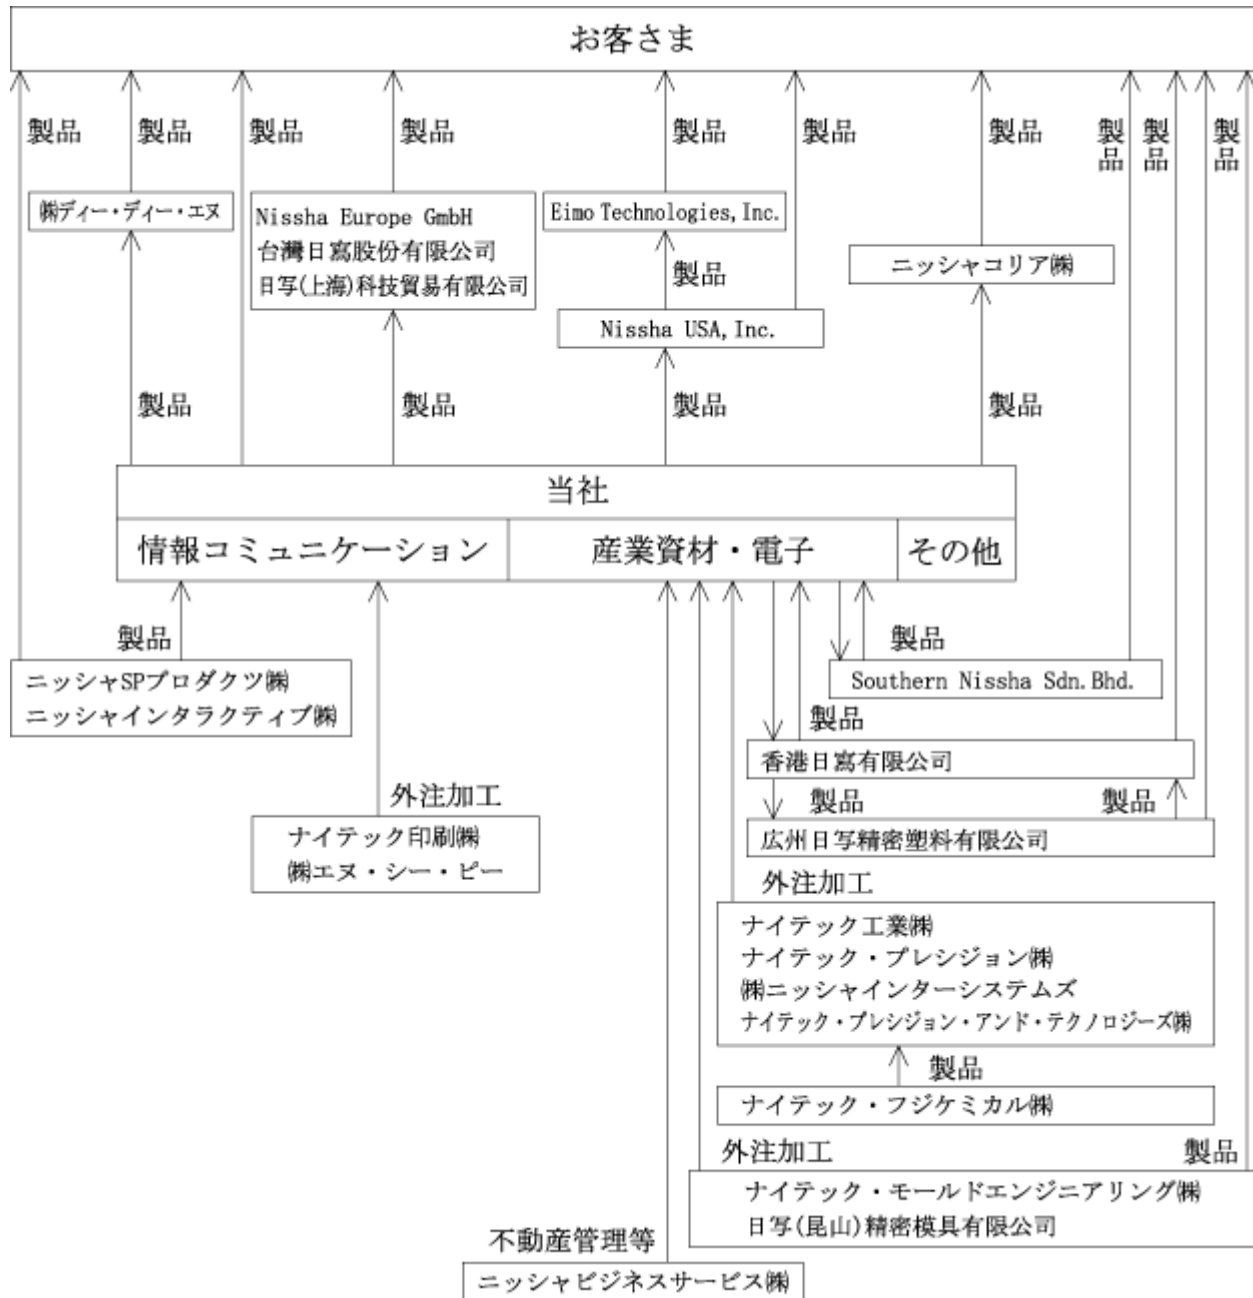 お客さま
製品
製品
製品
製品
製品
製品
製品
製品
製品
製品
㈱ディー・ディー・エヌ
Nissha Europe GmbH
台灣日寫股份有限公司
日写(上海)科技貿易有限公司
Eimo Technologies, Inc.
製品
Nissha USA, Inc.
ニッシャコリア㈱
製品
製品
製品
製品
当社
情報コミュニケーション
産業資材・電子
その他
製品
ニッシャSPプロダクツ㈱
ニッシャインタラクティブ㈱
製品
Southern Nissha Sdn. Bhd.
製品
香港日寫有限公司
製品
製品
広州日写精密塑料有限公司
外注加工
ナイテック印刷㈱
㈱エヌ・シー・ピー
外注加工
ナイテック工業㈱
ナイテック・プレシジョン㈱
㈱ニッシャインターシステムズ
ナイテック・プレシジョン・アンド・テクノロジーズ㈱
製品
ナイテック・フジケミカル㈱
外注加工
製品
ナイテック・モールドエンジニアリング㈱
日写(昆山)精密模具有限公司
不動産管理等
ニッシャビジネスサービス㈱